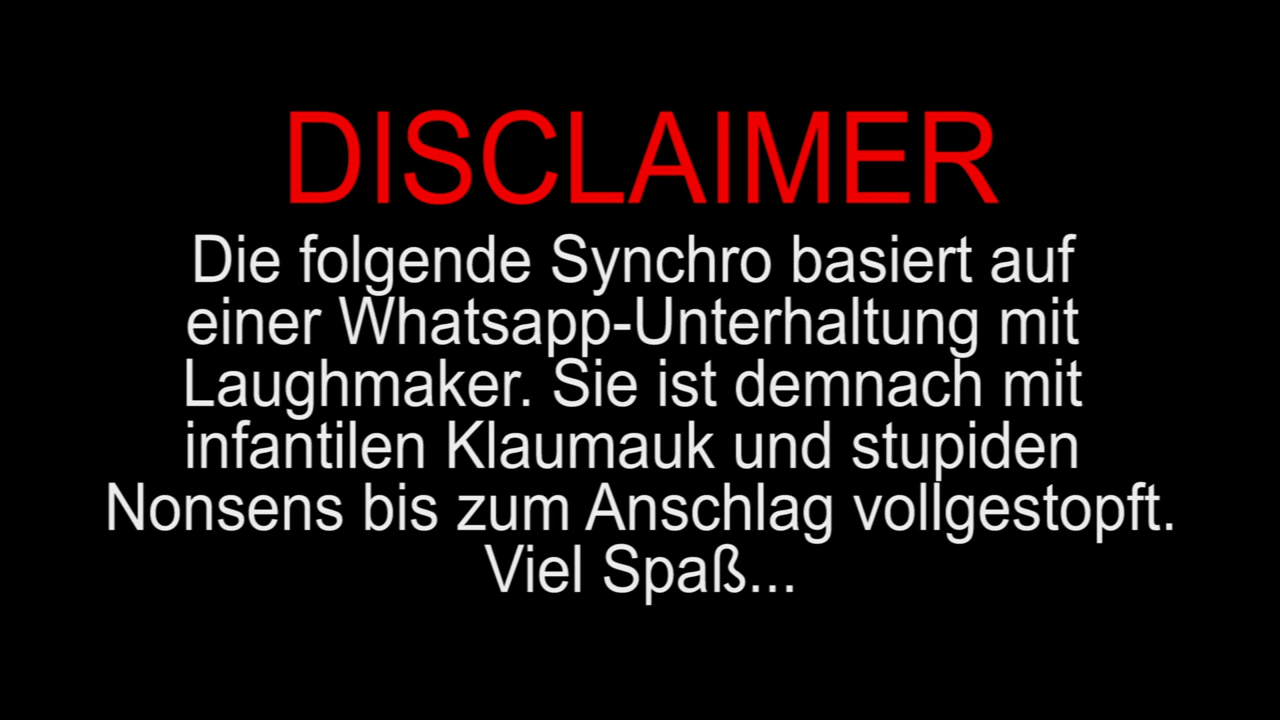 DISCLAIMER
Die folgende Synchro basiert auf
einer Whatsapp-Unterhaltung mit
Laughmaker. Sie ist demnach mit
infantilen Klaumauk und stupiden
Nonsens bis zum Anschlag vollgestopft.
Viel Spaß...